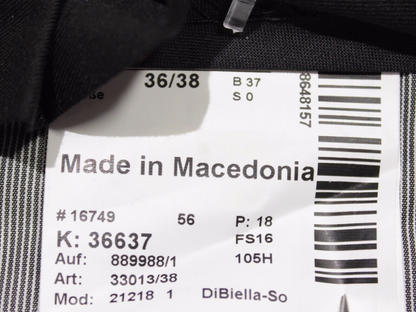 36/38 B 37
S 0
8648157
Made in Macedonia
# 16749 56 P: 18
K: 36637 FS16
Auf: 889988/1 105H
Art: 33013/38
Mod: 21218 1 DiBiella-So